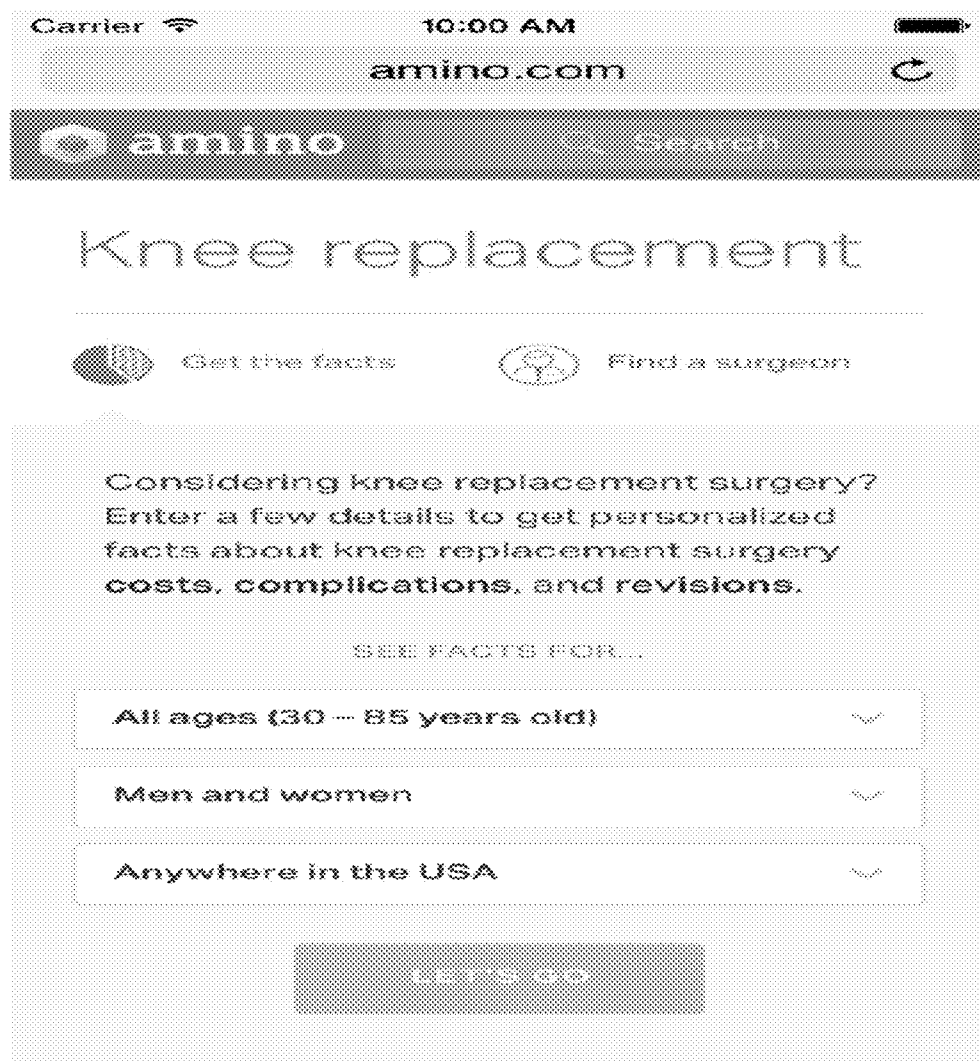 Carrier 10:00 AM
amino.com
amino Search
Knee replacement
Get the facts Find a surgeon
Considering knee replacement surgery?
Enter a few details to get personalized
facts about knee replacement surgery
costs, complications, and revisions.
SEE FACTS FOR...
All ages (30 – 85 years old)
Men and women
Anywhere in the USA
LET'S GO